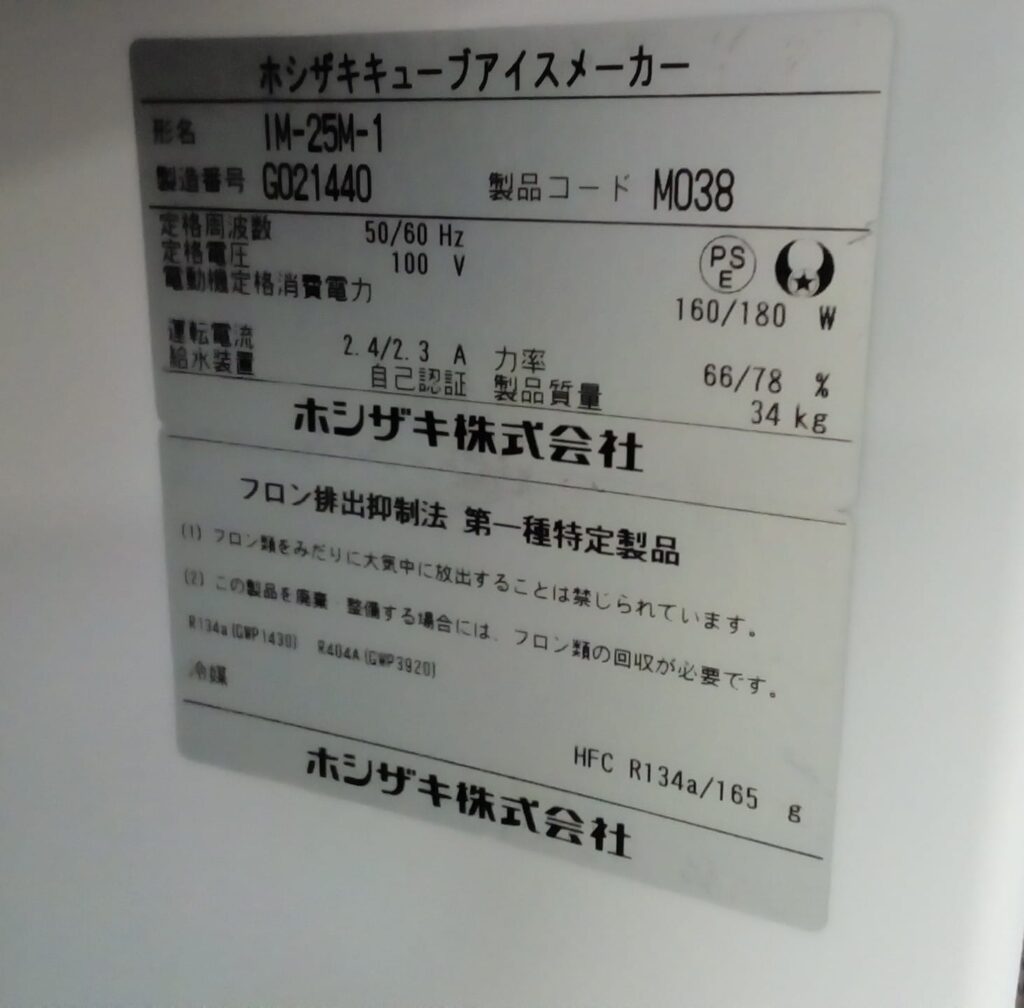 ホシザキキューブアイスメーカー
形名 IM-25M-1
製造番号 G021440 製品コード M038
定格周波数 50/60 Hz
定格電圧 100 V
PS
E
電動機定格消費電力 160/180 W
運転電流 2.4/2.3 A 力率 66/78 %
給水装置 自己認証 製品質量 34 kg
ホシザキ株式会社
フロン排出抑制法 第一種特定製品
(1) フロン類をみだりに大気中に放出することは禁じられています。
(2) この製品を廃棄・整備する場合には、フロン類の回収が必要です。
R134a(GWP1430) R404A(GWP3920)
冷媒 HFC R134a/165 g
ホシザキ株式会社